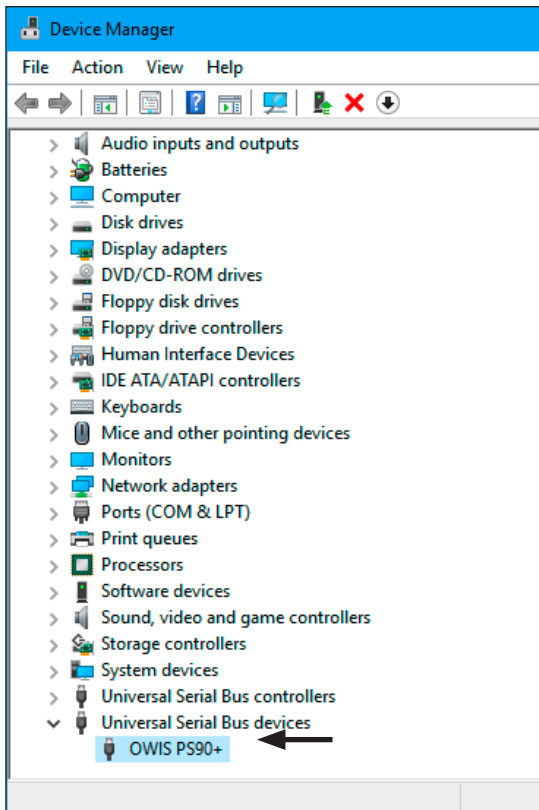 Device Manager
File Action View Help
Audio inputs and outputs
Batteries
Computer
Disk drives
Display adapters
DVD/CD-ROM drives
Floppy disk drives
Floppy drive controllers
Human Interface Devices
IDE ATA/ATAPI controllers
Keyboards
Mice and other pointing devices
Monitors
Network adapters
Ports (COM & LPT)
Print queues
Processors
Software devices
Sound, video and game controllers
Storage controllers
System devices
Universal Serial Bus controllers
Universal Serial Bus devices
OWIS PS90+